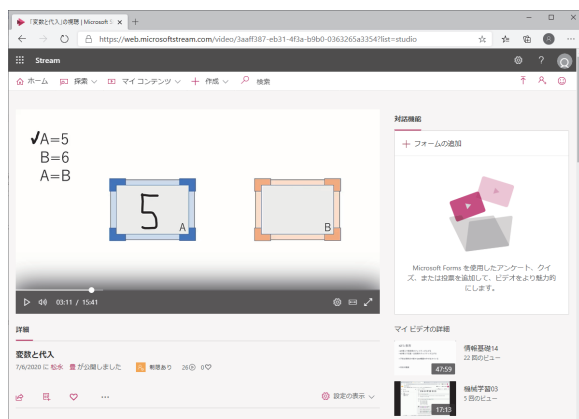 「変数と代入」の視聴 | Microsoft S
https://web.microsoftstream.com/video/3aaff387-eb31-4f3a-b9b0-0363265a3354?list=studio
Stream
ホーム 探索 マイ コンテンツ 作成 検索
✓A=5
B=6
A=B
5
A
B
03:11 / 15:41
対話機能
フォームの追加
Microsoft Forms を使用したアンケート、クイ
ズ、または投票を追加して、ビデオをより魅力的
にします。
詳細
変数と代入
7/6/2020 に 松永 豊 が公開しました 制限あり 26 0
設定の表示
マイ ビデオの詳細
47:59
情報基礎14
22 回のビュー
17:13
機械学習03
5 回のビュー